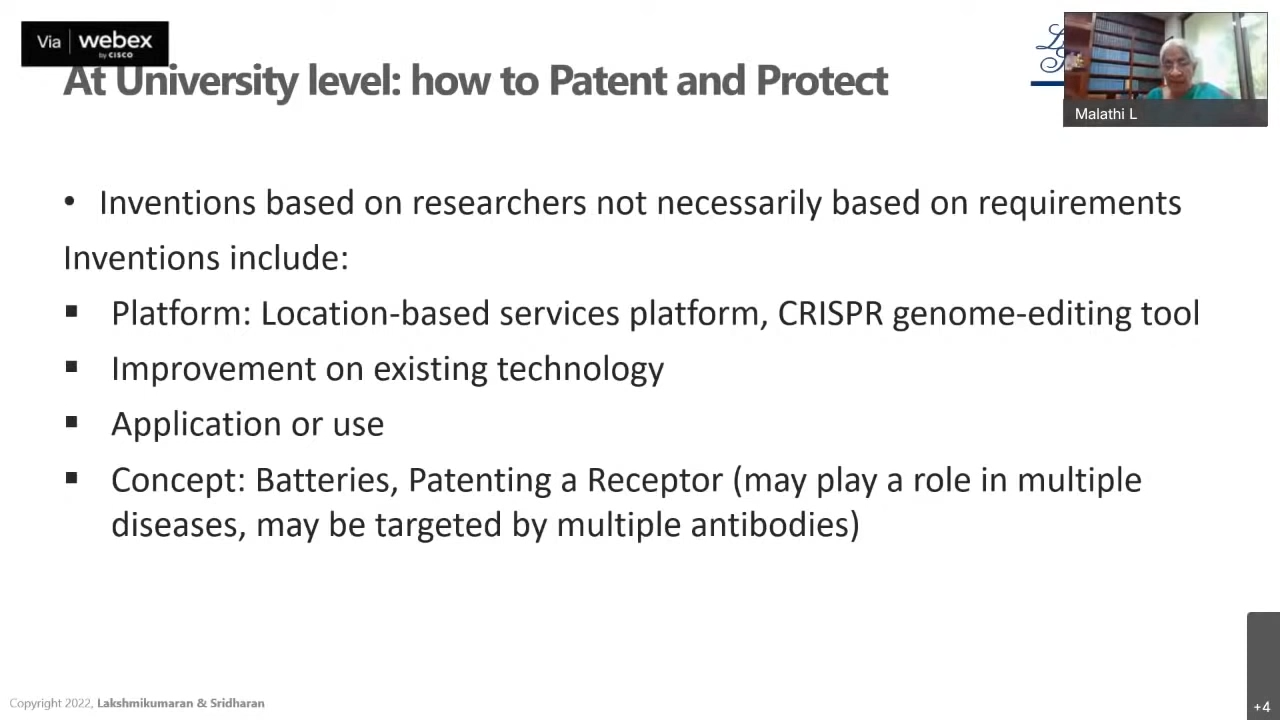 Via webex
by CISCO
At University level: how to Patent and Protect
Malathi L
• Inventions based on researchers not necessarily based on requirements
Inventions include:
▪ Platform: Location-based services platform, CRISPR genome-editing tool
▪ Improvement on existing technology
▪ Application or use
▪ Concept: Batteries, Patenting a Receptor (may play a role in multiple
diseases, may be targeted by multiple antibodies)
Copyright 2022, Lakshmikumaran & Sridharan
+4